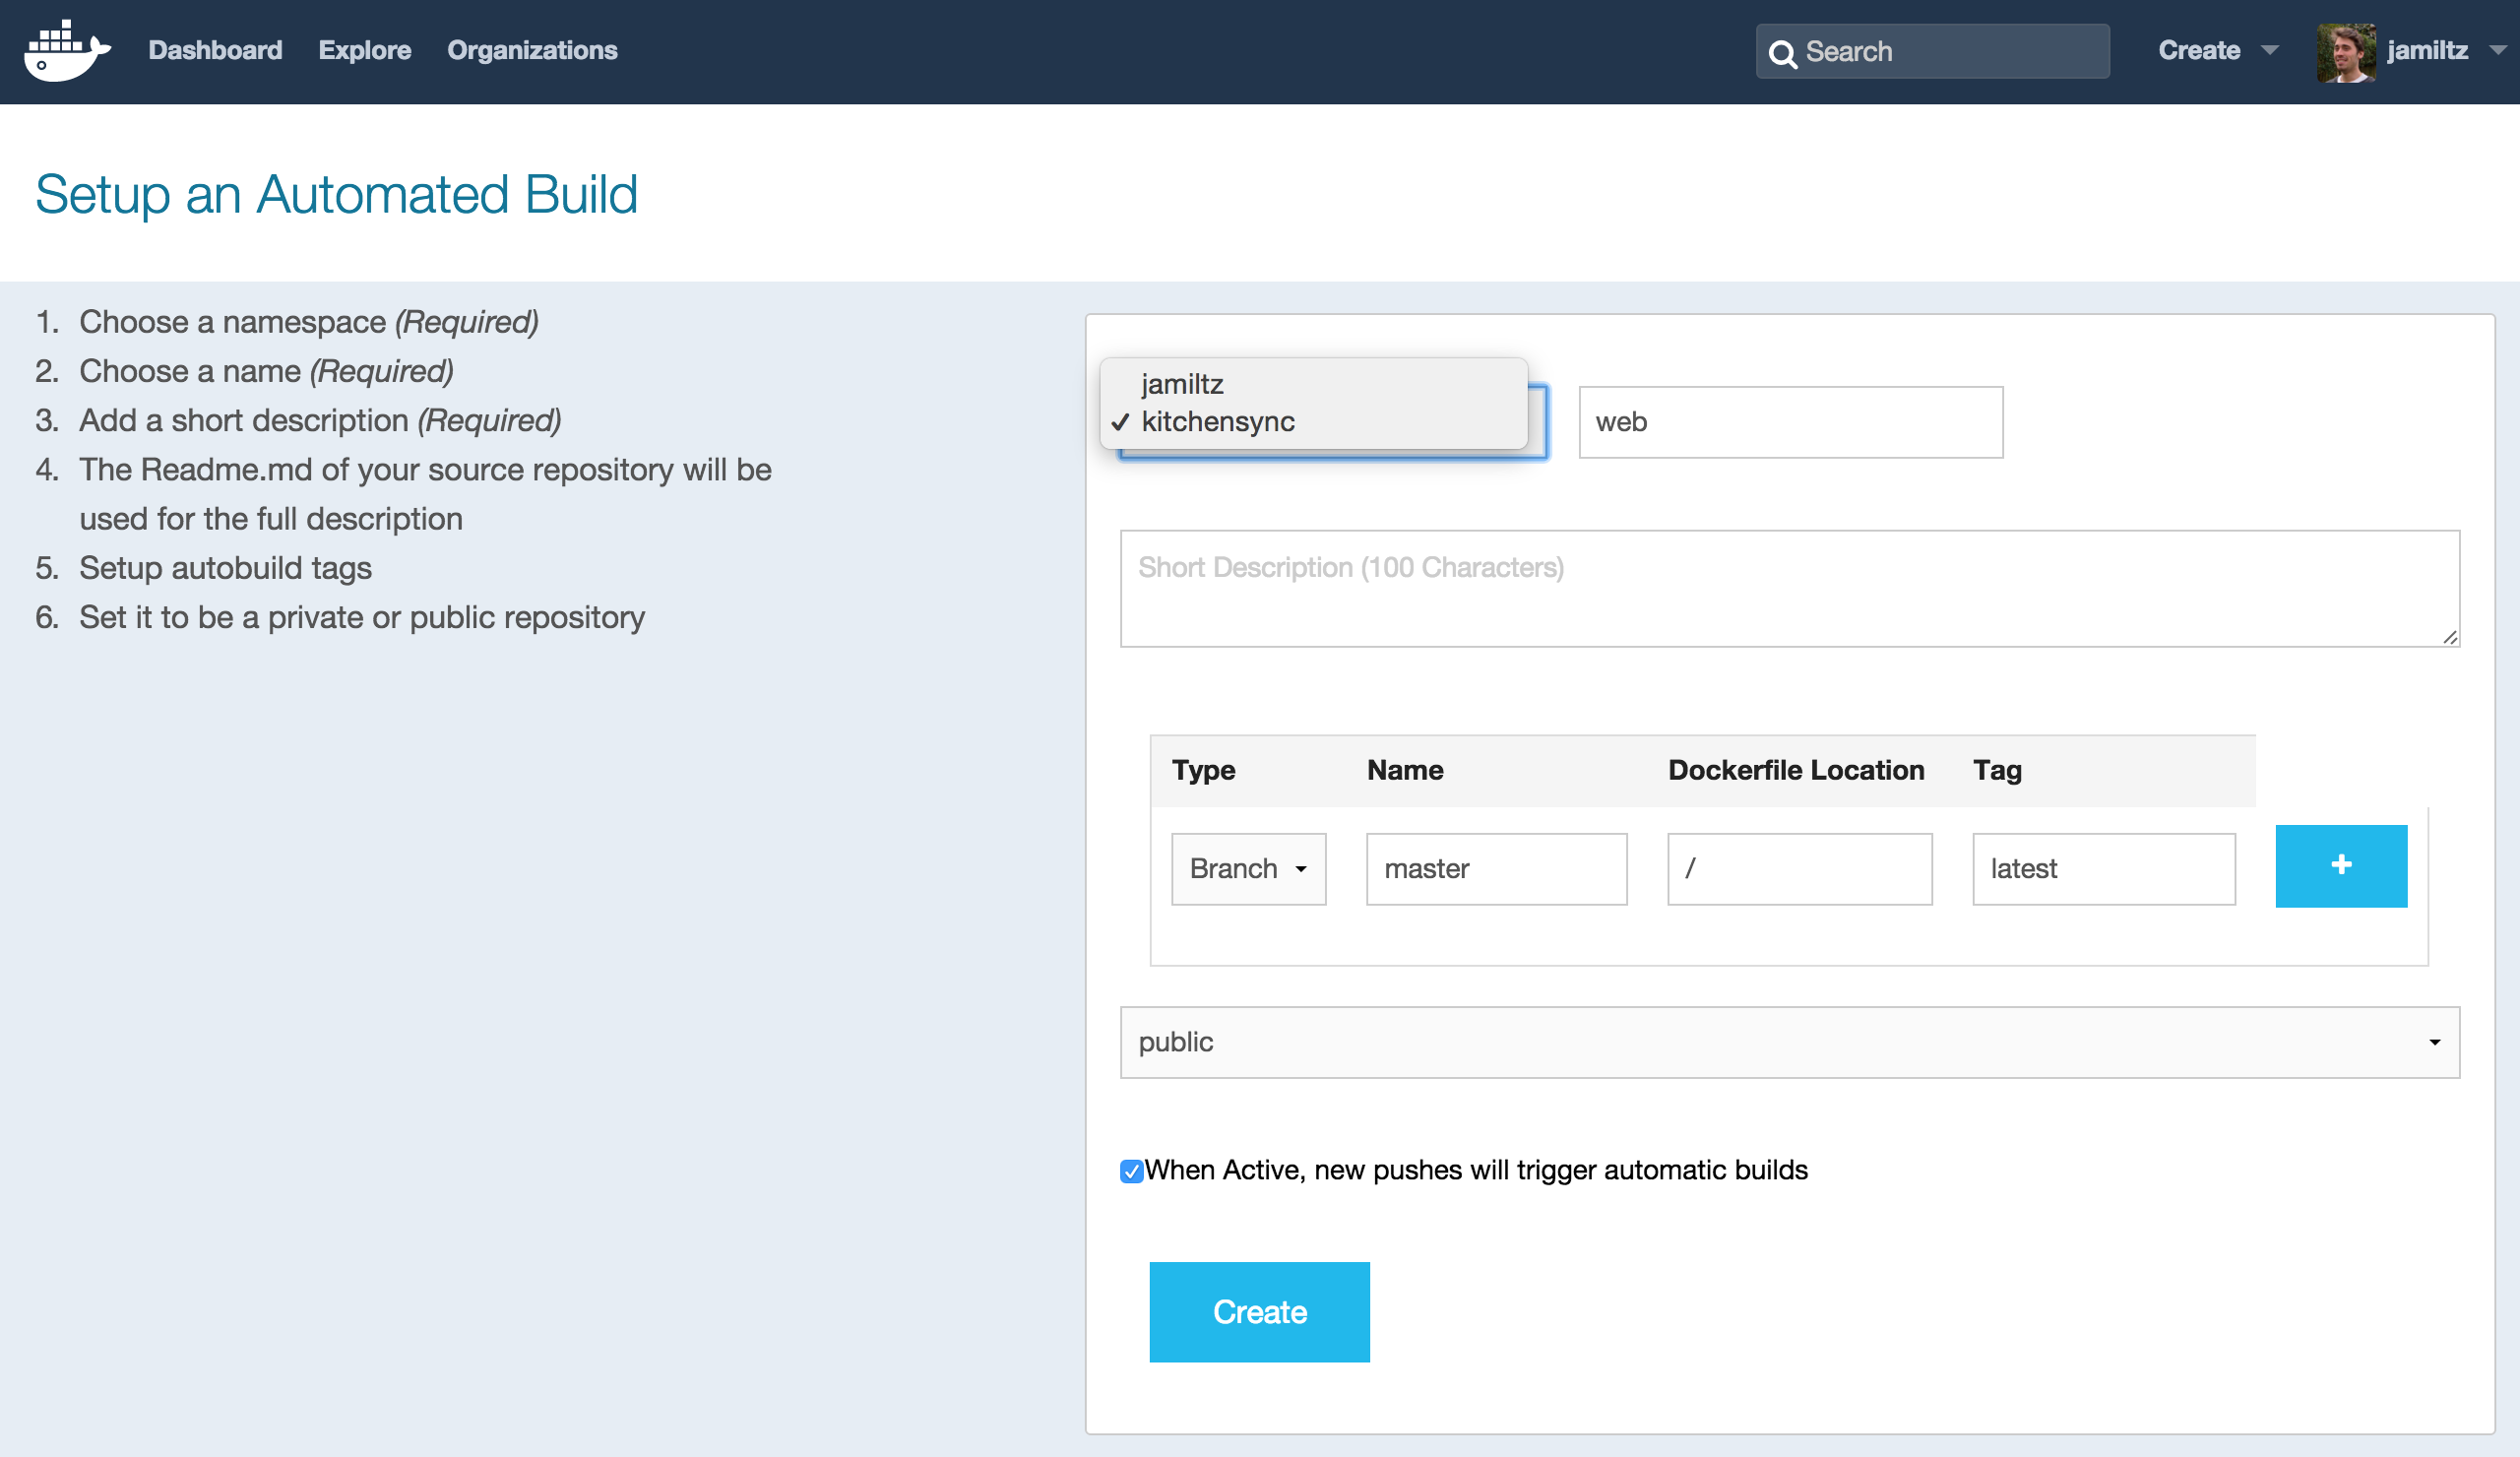 Dashboard Explore Organizations Search Create jamiltz
Setup an Automated Build
1. Choose a namespace (Required)
2. Choose a name (Required)
3. Add a short description (Required)
4. The Readme.md of your source repository will be
used for the full description
5. Setup autobuild tags
6. Set it to be a private or public repository
jamiltz
✓ kitchensync
web
Short Description (100 Characters)
Type Name Dockerfile Location Tag
Branch master / latest +
public
When Active, new pushes will trigger automatic builds
Create